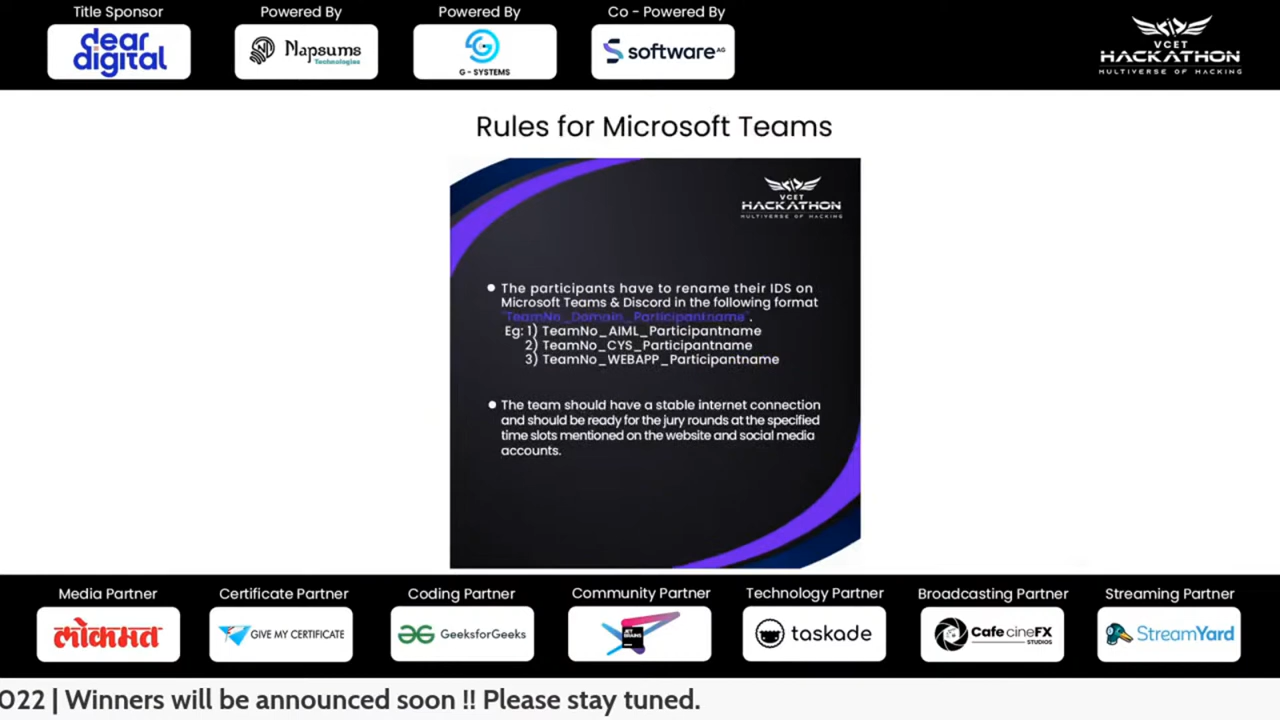 Title Sponsor
Powered By
Powered By
Co - Powered By
dear
digital
Napsums
Technologies
G - SYSTEMS
software AG
VCET
HACKATHON
MULTIVERSE OF HACKING
Rules for Microsoft Teams
VCET
HACKATHON
MULTIVERSE OF HACKING
The participants have to rename their IDS on
Microsoft Teams & Discord in the following format
"TeamNo_Domain_Participantname".
Eg: 1) TeamNo_AIML_Participantname
2) TeamNo_CYS_Participantname
3) TeamNo_WEBAPP_Participantname
The team should have a stable internet connection
and should be ready for the jury rounds at the specified
time slots mentioned on the website and social media
accounts.
Media Partner
Certificate Partner
Coding Partner
Community Partner
Technology Partner
Broadcasting Partner
Streaming Partner
लोकमत
GIVE MY CERTIFICATE
GeeksforGeeks
JET
BRAINS
taskade
Cafe cineFX
STUDIOS
StreamYard
022 | Winners will be announced soon !! Please stay tuned.